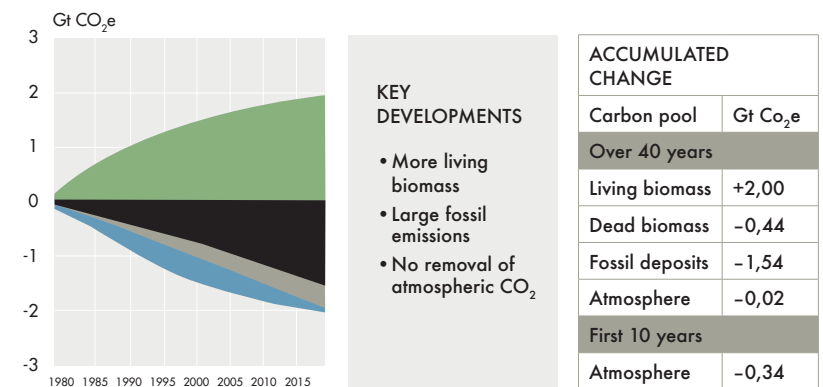 Gt CO₂e
3
2
1
0
-1
-2
-3
1980 1985 1990 1995 2000 2005 2010 2015
KEY
DEVELOPMENTS
• More living
biomass
• Large fossil
emissions
• No removal of
atmospheric CO₂
ACCUMULATED
CHANGE
Carbon pool Gt Co₂e
Over 40 years
Living biomass +2,00
Dead biomass −0,44
Fossil deposits −1,54
Atmosphere −0,02
First 10 years
Atmosphere −0,34